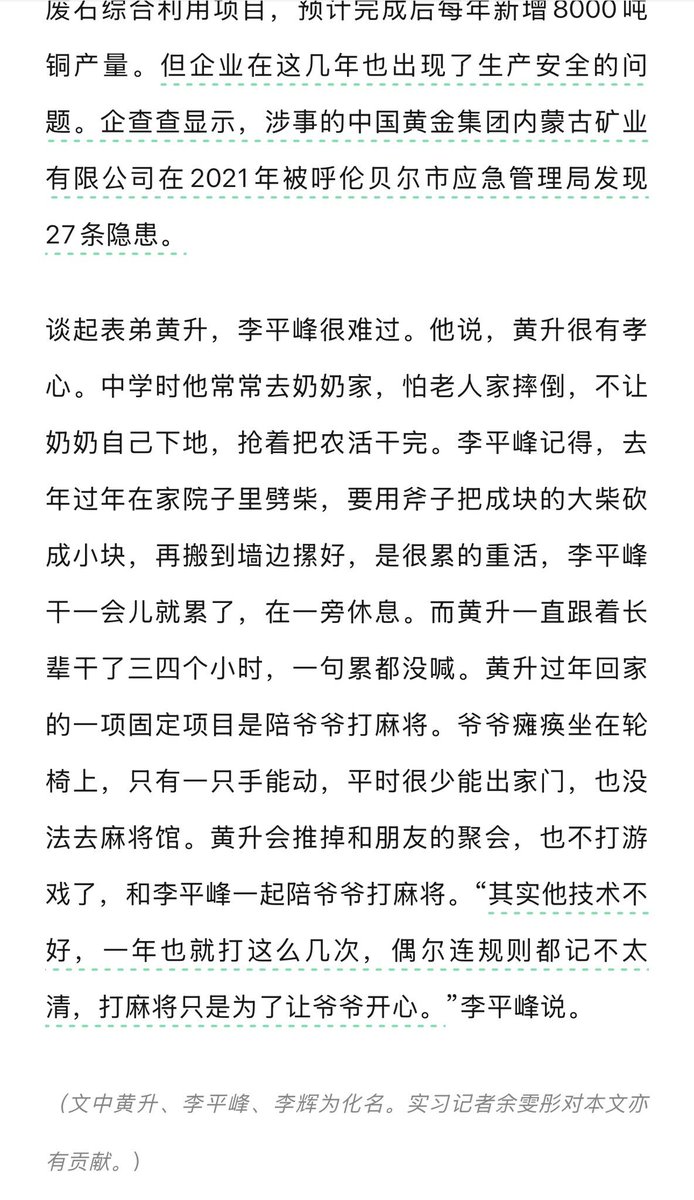 废石综合利用项目，预计完成后每年新增8000吨
铜产量。但企业在这几年也出现了生产安全的问
题。企查查显示，涉事的中国黄金集团内蒙古矿业
有限公司在2021年被呼伦贝尔市应急管理局发现
27条隐患。
谈起表弟黄升，李平峰很难过。他说，黄升很有孝
心。中学时他常常去奶奶家，怕老人家摔倒，不让
奶奶自己下地，抢着把农活干完。李平峰记得，去
年过年在家院子里劈柴，要用斧子把成块的大柴砍
成小块，再搬到墙边摞好，是很累的重活，李平峰
干一会儿就累了，在一旁休息。而黄升一直跟着长
辈干了三四个小时，一句累都没喊。黄升过年回家
的一项固定项目是陪爷爷打麻将。爷爷瘫痪坐在轮
椅上，只有一只手能动，平时很少能出家门，也没
法去麻将馆。黄升会推掉和朋友的聚会，也不打游
戏了，和李平峰一起陪爷爷打麻将。“其实他技术不
好，一年也就打这么几次，偶尔连规则都记不太
清，打麻将只是为了让爷爷开心。”李平峰说。
（文中黄升、李平峰、李辉为化名。实习记者余雯彤对本文亦
有贡献。）